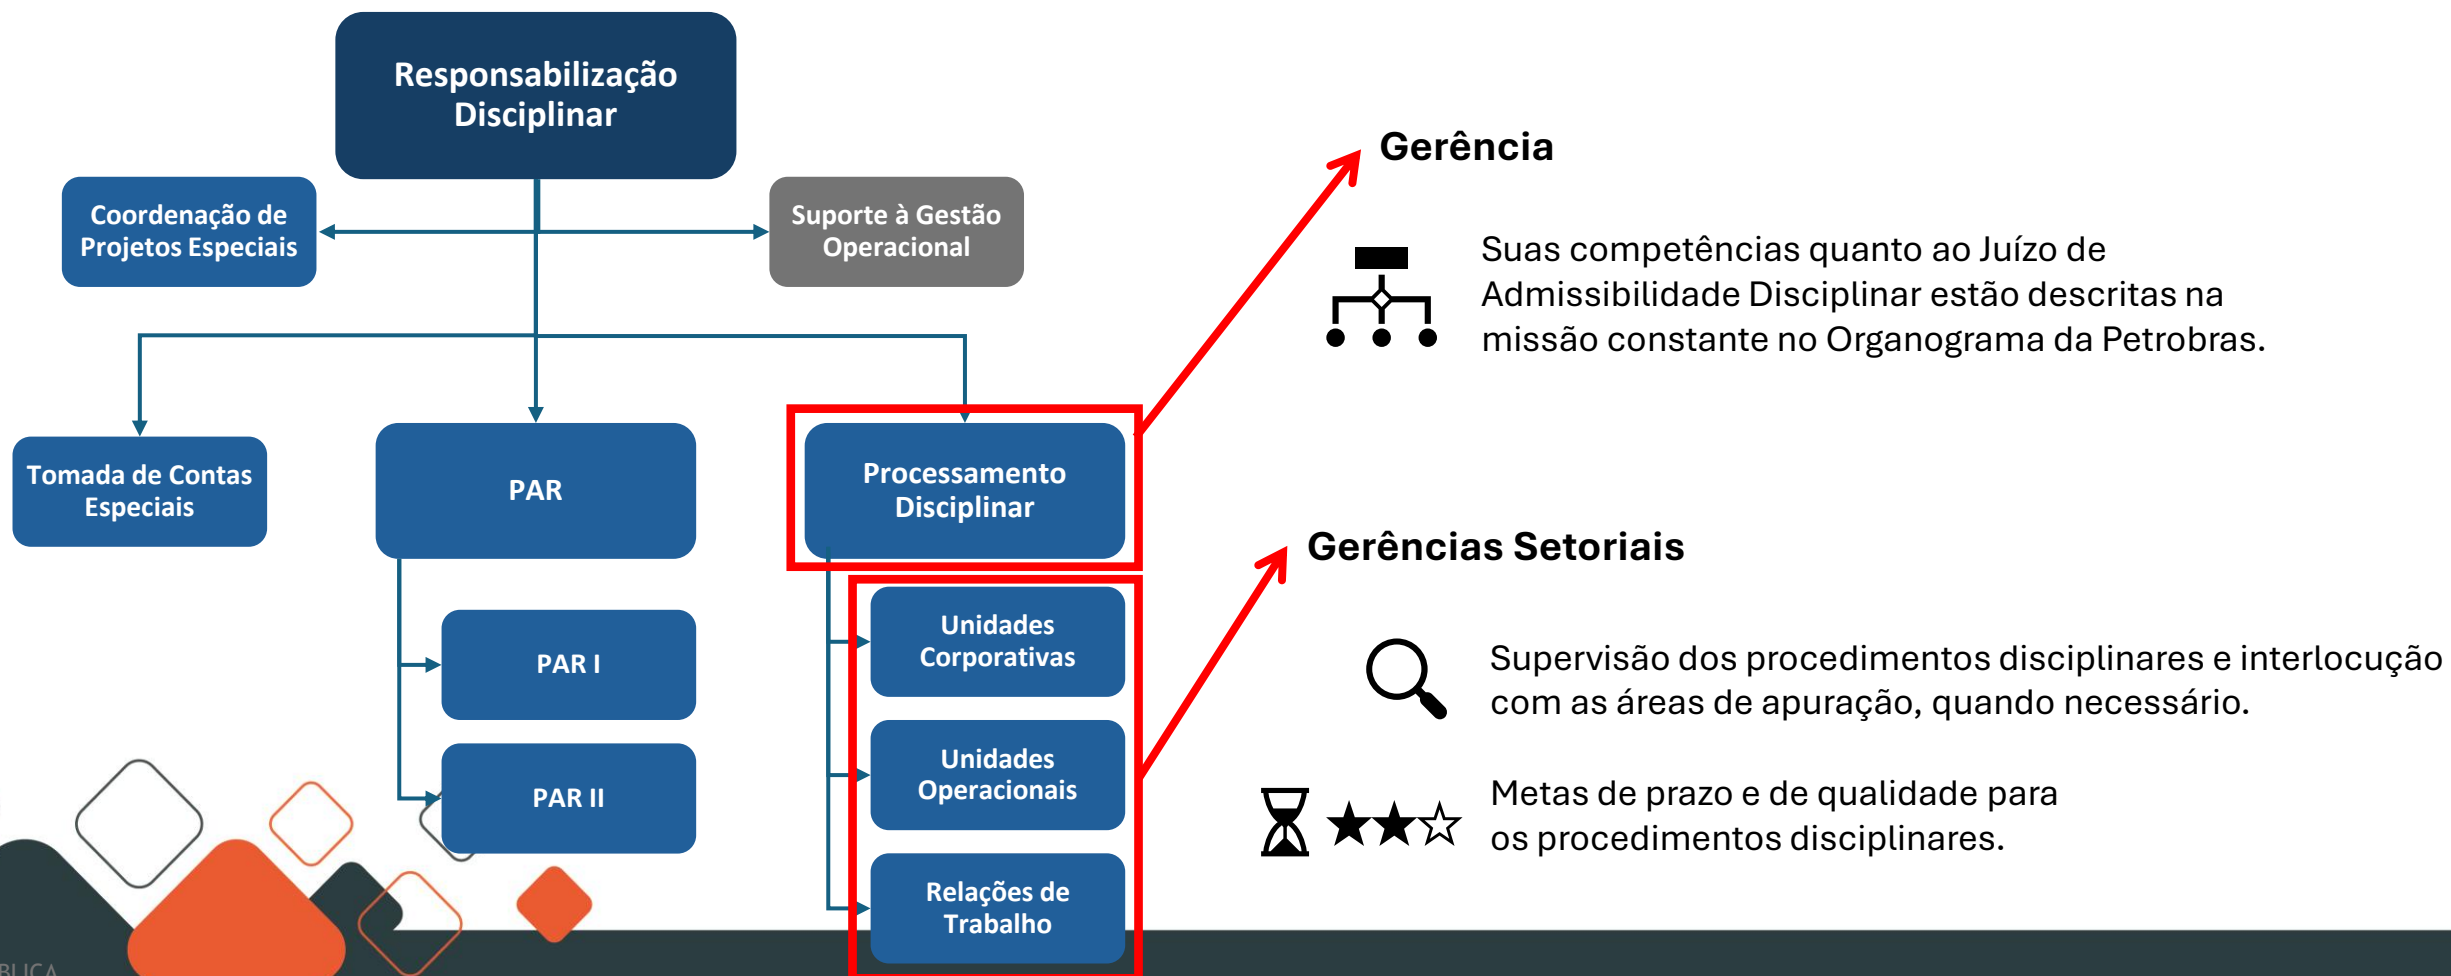 Responsabilização
Disciplinar
Coordenação de
Projetos Especiais
Suporte à Gestão
Operacional
Tomada de Contas
Especiais
PAR
Processamento
Disciplinar
PAR I
PAR II
Unidades
Corporativas
Unidades
Operacionais
Relações de
Trabalho
Gerência
Suas competências quanto ao Juízo de
Admissibilidade Disciplinar estão descritas na
missão constante no Organograma da Petrobras.
Gerências Setoriais
Supervisão dos procedimentos disciplinares e interlocução
com as áreas de apuração, quando necessário.
Metas de prazo e de qualidade para
os procedimentos disciplinares.